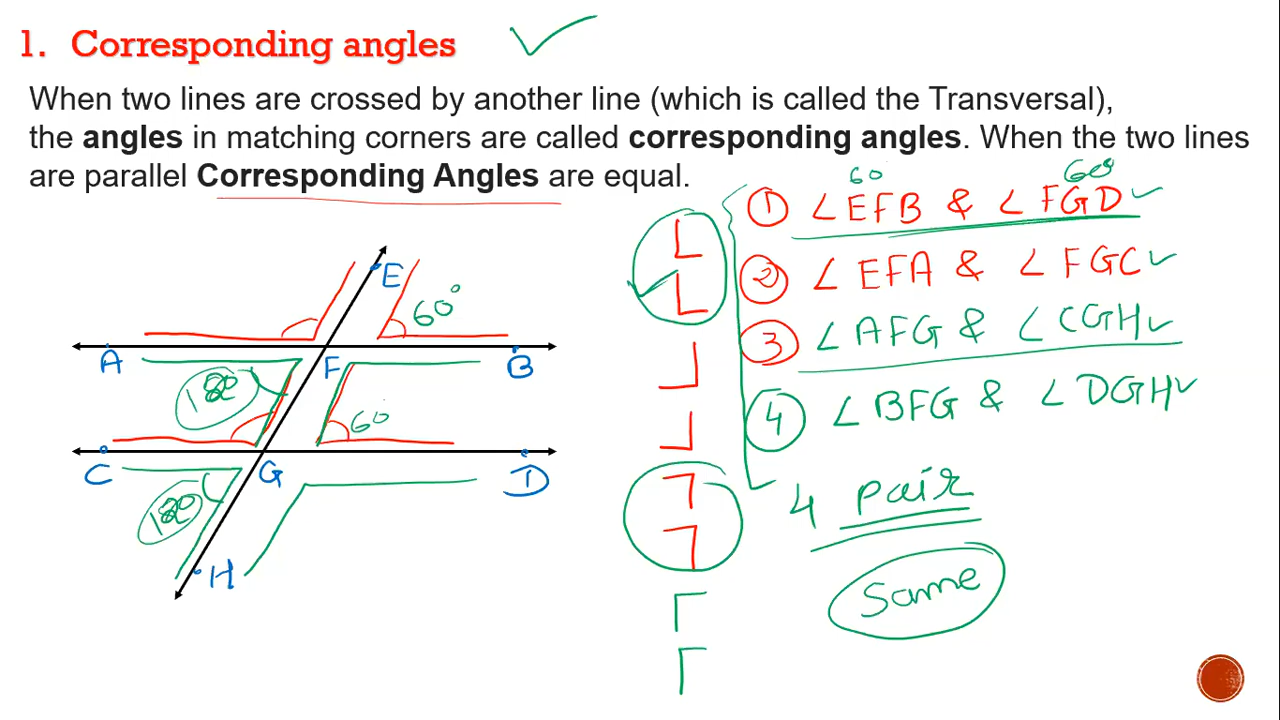 1. Corresponding angles
When two lines are crossed by another line (which is called the Transversal),
the angles in matching corners are called corresponding angles. When the two lines
are parallel Corresponding Angles are equal.
60 60°
① ∠EFB & ∠FGD
② ∠EFA & ∠FGC
③ ∠AFG & ∠CGH
④ ∠BFG & ∠DGH
4 pair
Same
E
60°
A F B
60
C G D
H